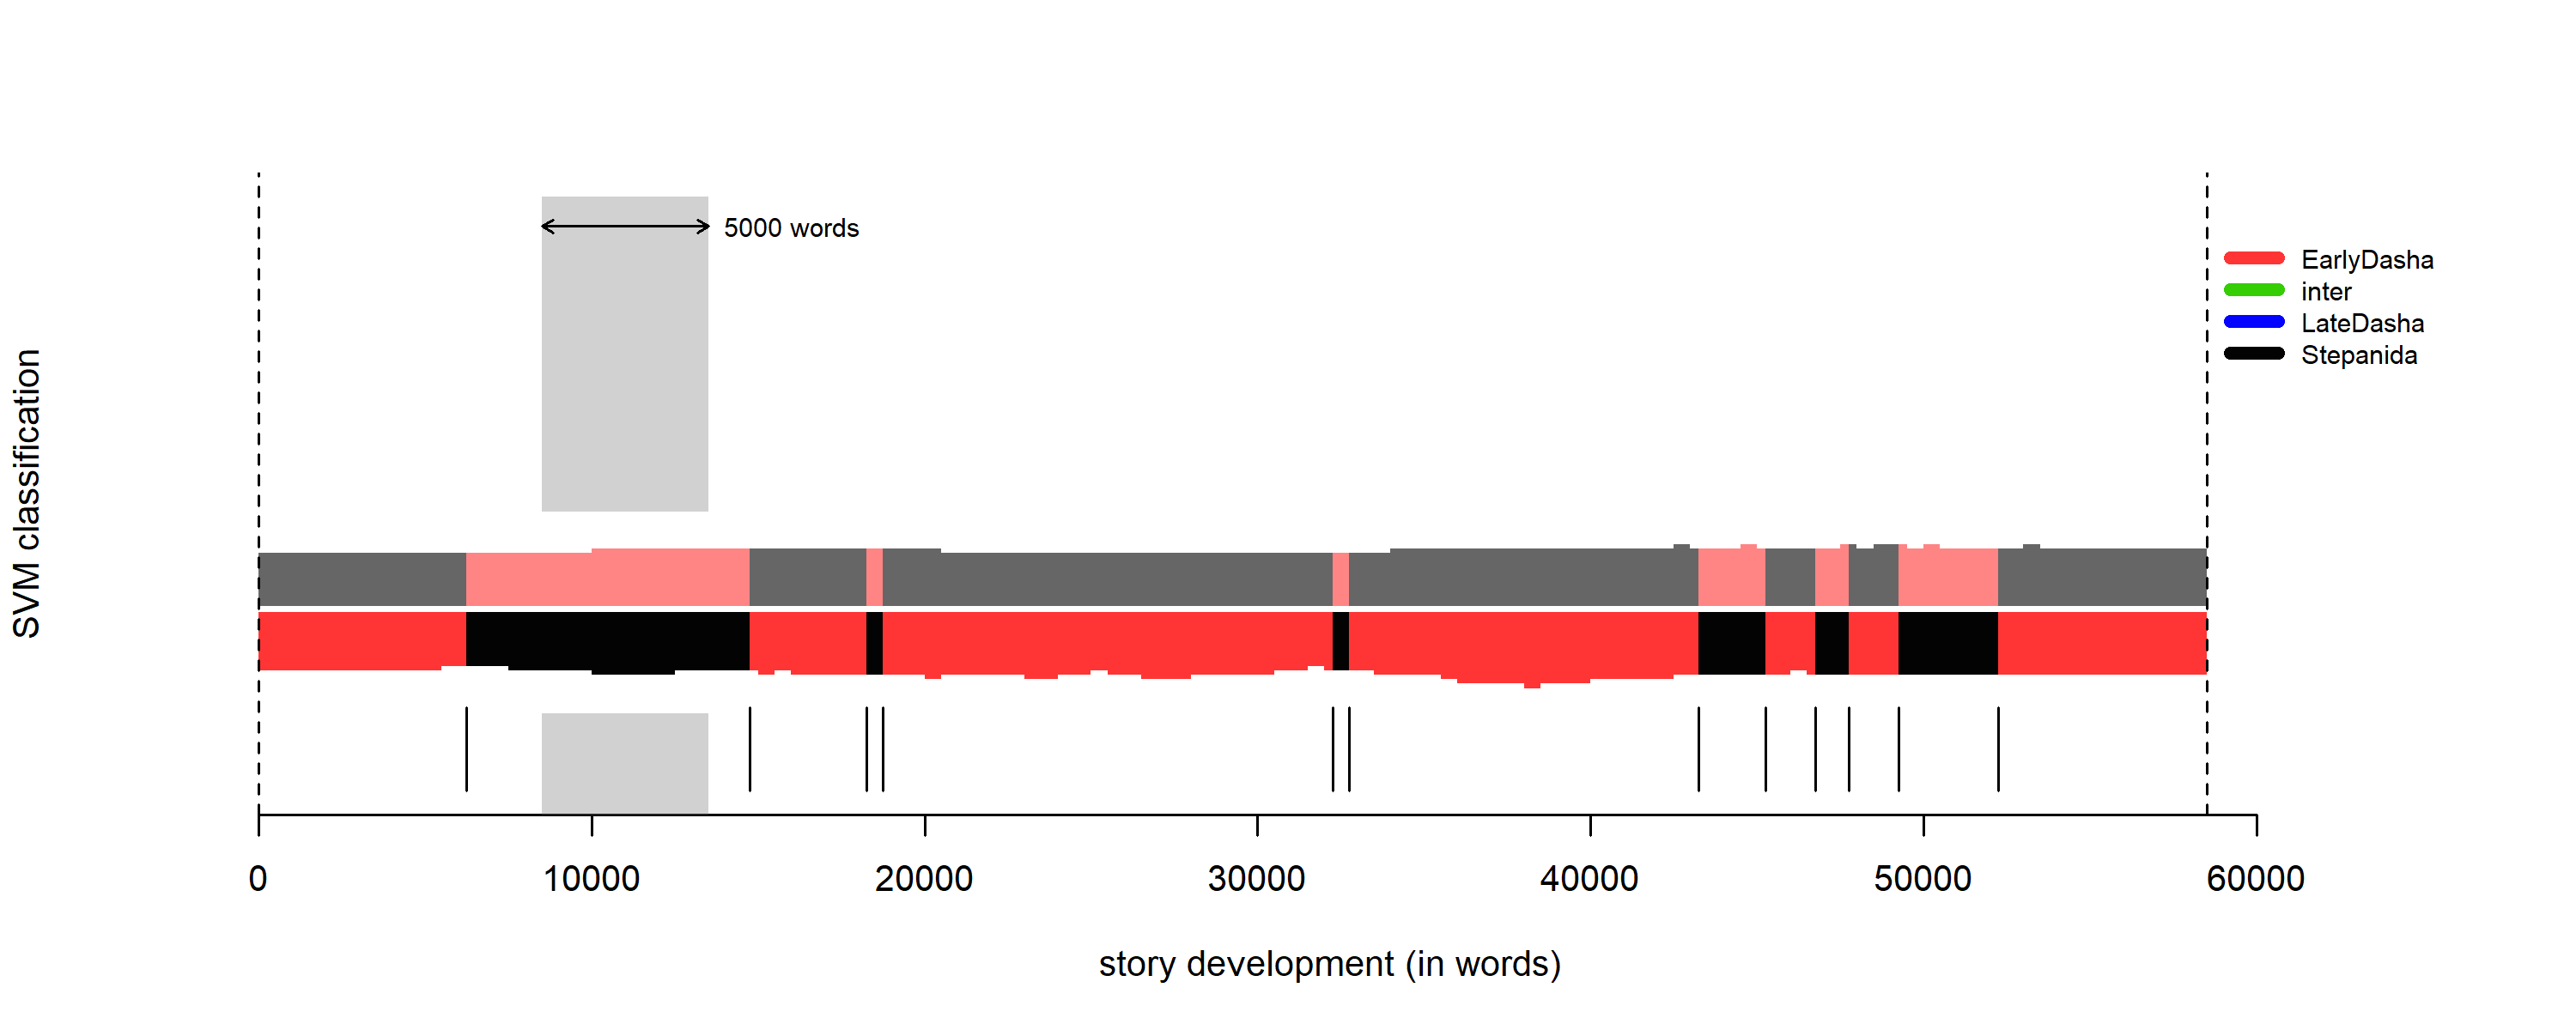 5000 words
EarlyDasha
inter
LateDasha
Stepanida
SVM classification
0 10000 20000 30000 40000 50000 60000
story development (in words)